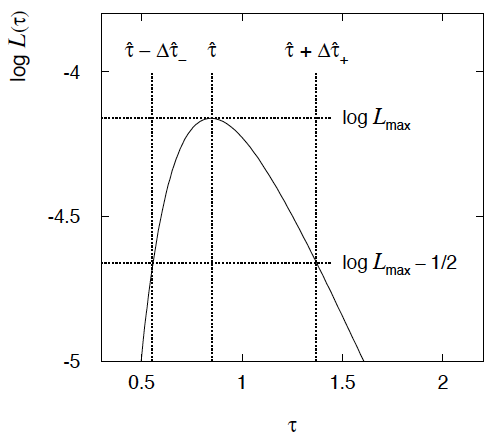 log L(τ)
τ̂ − Δτ̂₋ τ̂ τ̂ + Δτ̂₊
-4
log Lmax
-4.5
log Lmax − 1/2
-5
0.5 1 1.5 2
τ